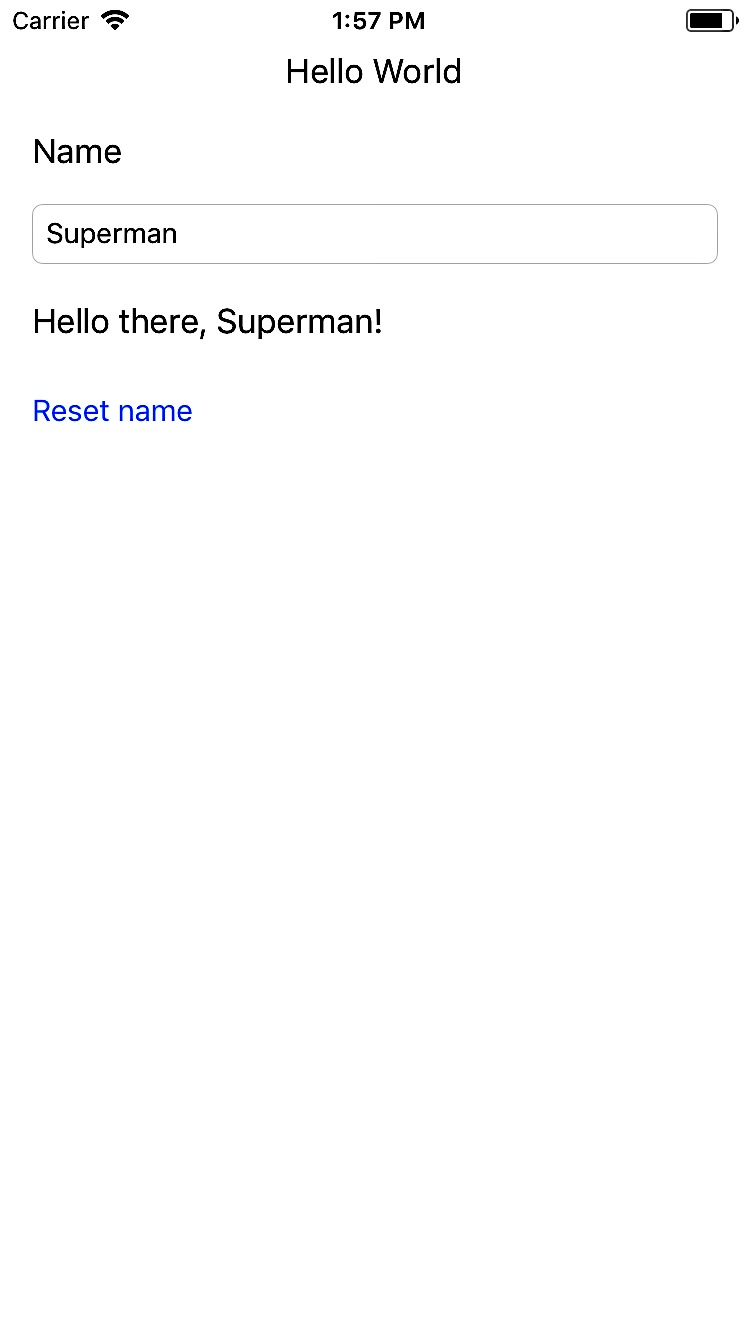 Carrier 1:57 PM
Hello World
Name
Superman
Hello there, Superman!
Reset name